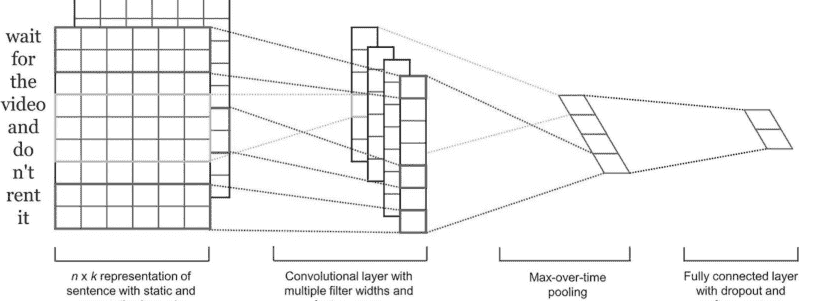 wait
for
the
video
and
do
n't
rent
it
n x k representation of
sentence with static and
Convolutional layer with
multiple filter widths and
Max-over-time
pooling
Fully connected layer
with dropout and